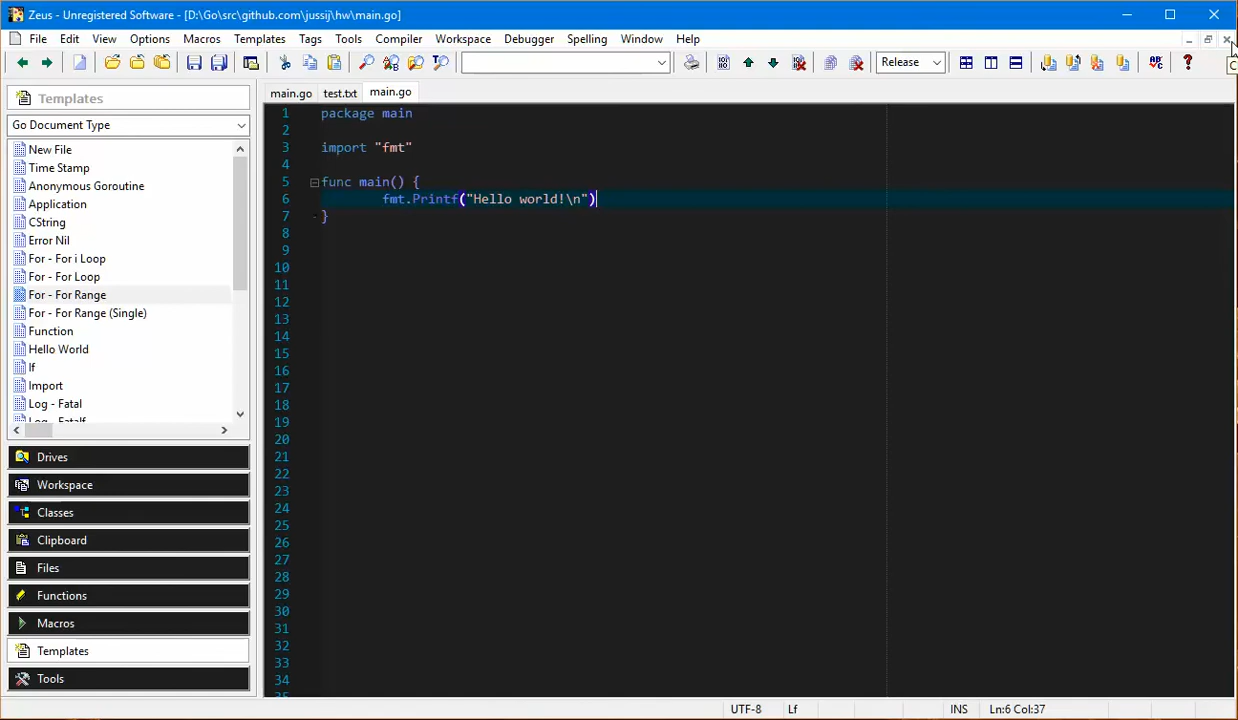 Zeus - Unregistered Software - [D:\Go\src\github.com\jussij\hw\main.go]
File Edit View Options Macros Templates Tags Tools Compiler Workspace Debugger Spelling Window Help
Release
Templates
Go Document Type
New File
Time Stamp
Anonymous Goroutine
Application
CString
Error Nil
For - For i Loop
For - For Loop
For - For Range
For - For Range (Single)
Function
Hello World
If
Import
Log - Fatal
Log - Fatalf
Drives
Workspace
Classes
Clipboard
Files
Functions
Macros
Templates
Tools
main.go test.txt main.go
1 package main
2
3 import "fmt"
4
5 func main() {
6 fmt.Printf("Hello world!\n")
7 }
8
9
10
11
12
13
14
15
16
17
18
19
20
21
22
23
24
25
26
27
28
29
30
31
32
33
34
35
UTF-8 Lf INS Ln:6 Col:37